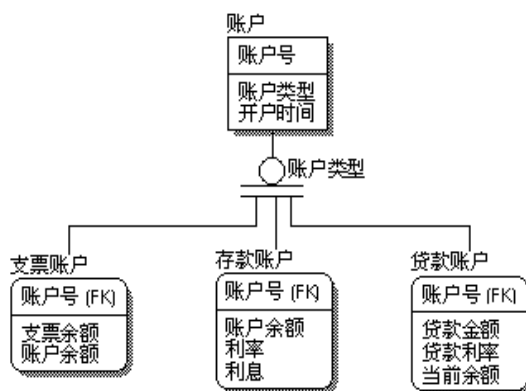 账户
账户号
账户类型
开户时间
账户类型
支票账户
账户号 (FK)
支票余额
账户余额
存款账户
账户号 (FK)
账户余额
利率
利息
贷款账户
账户号 (FK)
贷款金额
贷款利率
当前余额